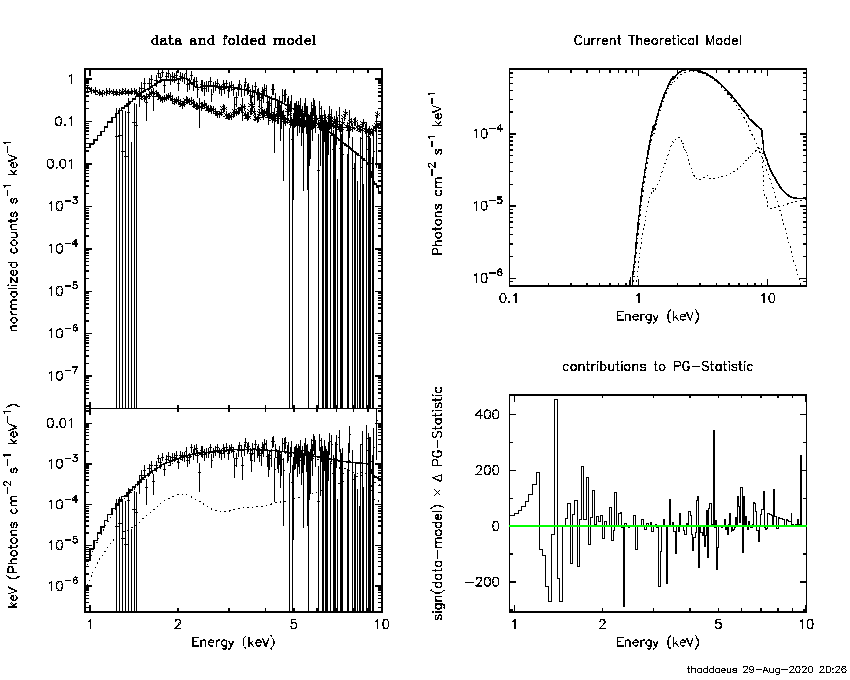 data and folded model
normalized counts s⁻¹ keV⁻¹
1
0.1
0.01
10⁻³
10⁻⁴
10⁻⁵
10⁻⁶
10⁻⁷
keV (Photons cm⁻² s⁻¹ keV⁻¹)
0.01
10⁻³
10⁻⁴
10⁻⁵
10⁻⁶
1 2 5 10
Energy (keV)
Current Theoretical Model
Photons cm⁻² s⁻¹ keV⁻¹
10⁻⁴
10⁻⁵
10⁻⁶
0.1 1 10
Energy (keV)
contributions to PG-Statistic
sign(data-model) × Δ PG-Statistic
400
200
0
-200
1 2 5 10
Energy (keV)
thaddaeus 29-Aug-2020 20:26